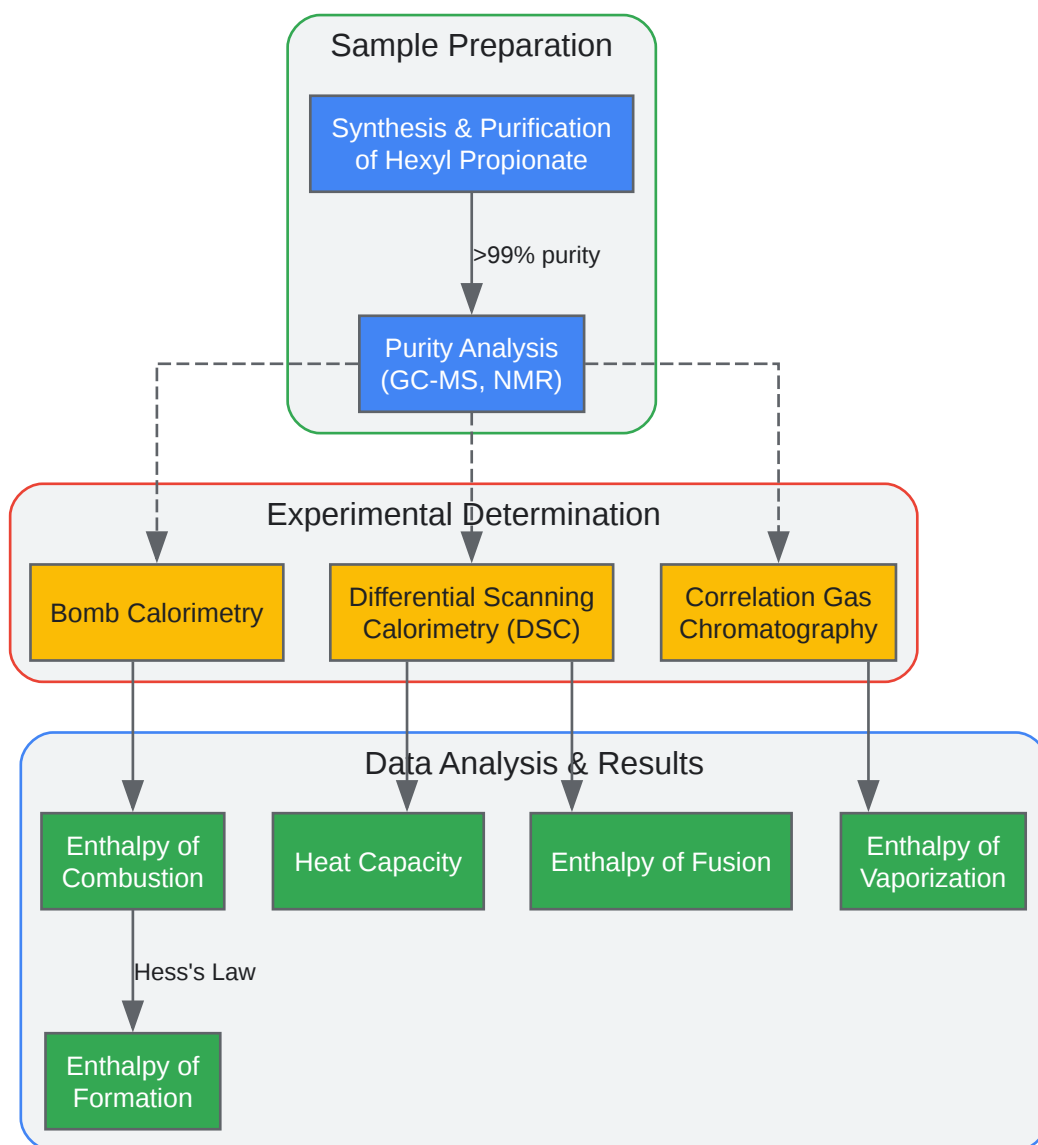 Sample Preparation
Synthesis & Purification
of Hexyl Propionate
>99% purity
Purity Analysis
(GC-MS, NMR)
Experimental Determination
Bomb Calorimetry
Differential Scanning
Calorimetry (DSC)
Correlation Gas
Chromatography
Data Analysis & Results
Enthalpy of
Combustion
Heat Capacity
Enthalpy of Fusion
Enthalpy of
Vaporization
Hess's Law
Enthalpy of
Formation